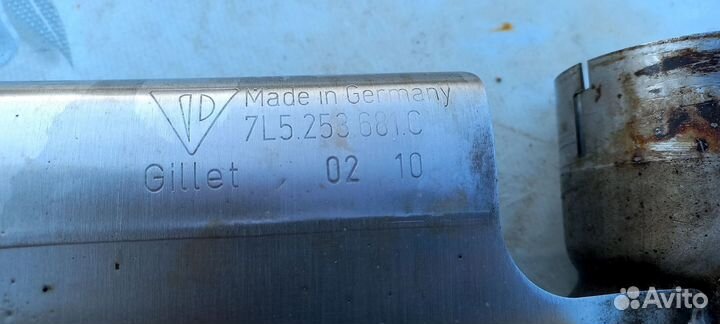 Made in Germany
7L5.253.681.C
Gillet 02 10
Avito